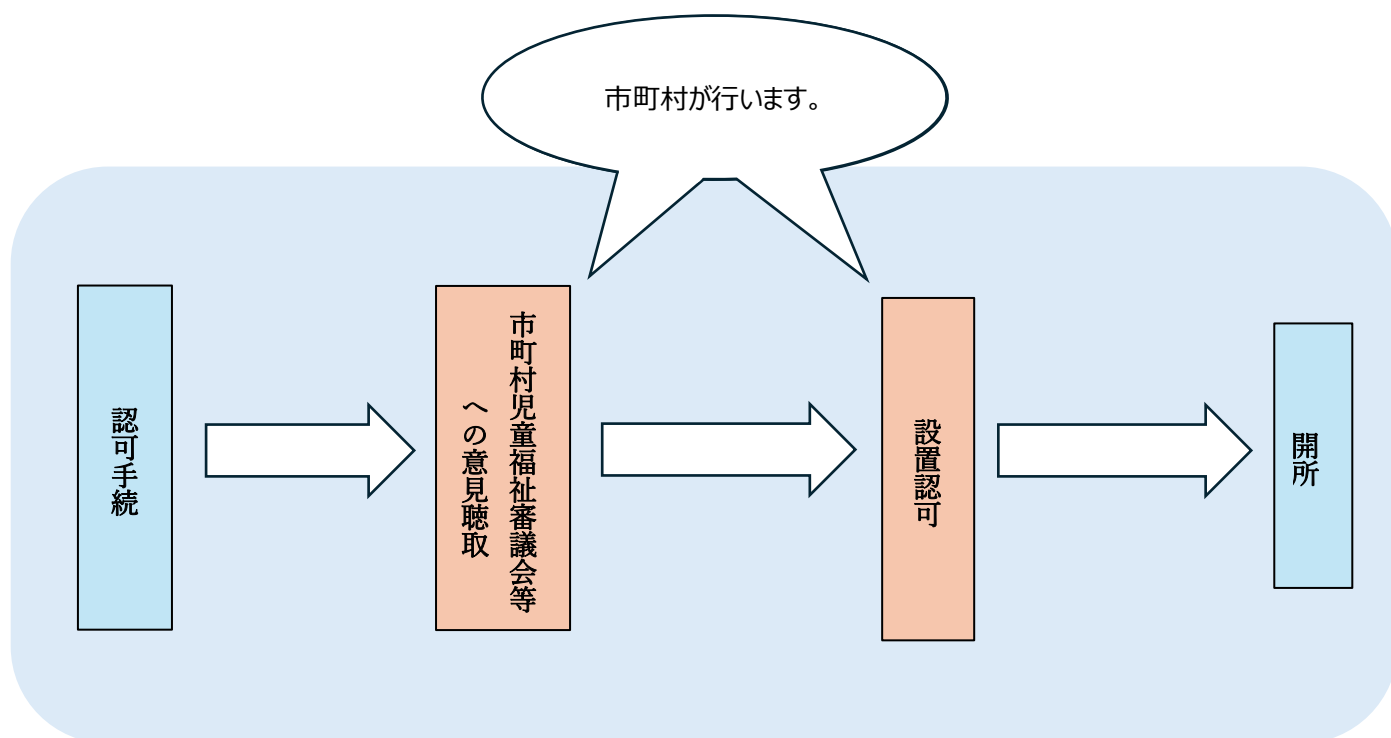 市町村が行います。
認可手続
市町村児童福祉審議会等
への意見聴取
設置認可
開所